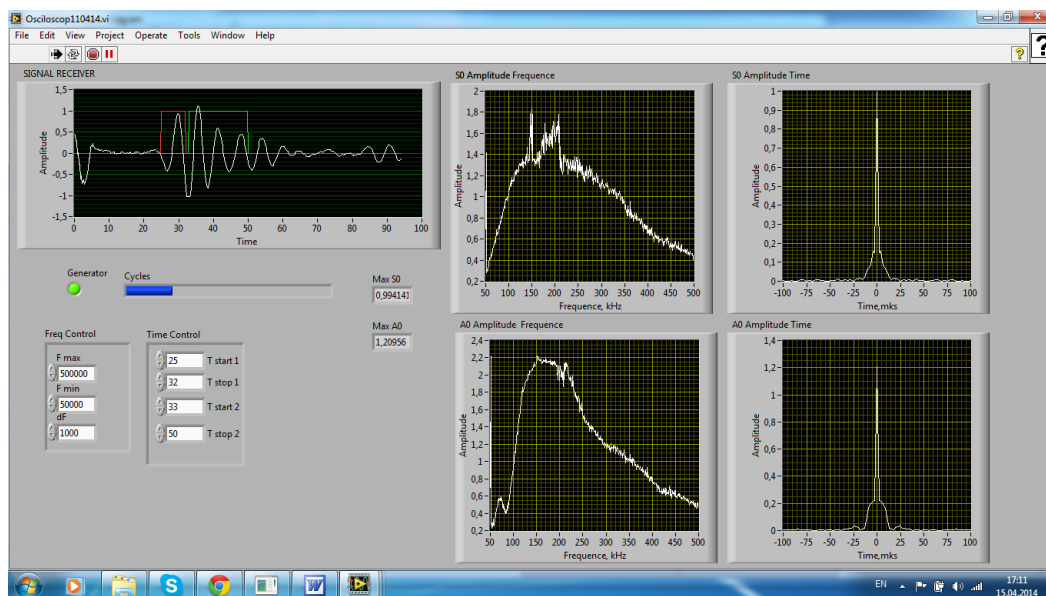 Osciloscop110414.vi
File Edit View Project Operate Tools Window Help
SIGNAL RECEIVER
1,5
1
0,5
0
-0,5
-1
-1,5
Amplitude
0 10 20 30 40 50 60 70 80 90 100
Time
Generator
Cycles
Max S0
0,994141
Max A0
1,20956
Freq Control
F max
500000
F min
50000
dF
1000
Time Control
25 T start 1
32 T stop 1
33 T start 2
50 T stop 2
S0 Amplitude Frequence
2
1,8
1,6
1,4
1,2
1
0,8
0,6
0,4
0,2
Amplitude
50 100 150 200 250 300 350 400 450 500
Frequence, kHz
S0 Amplitude Time
1
0,9
0,8
0,7
0,6
0,5
0,4
0,3
0,2
0,1
0
Amplitude
-100 -75 -50 -25 0 25 50 75 100
Time,mks
A0 Amplitude Frequence
2,4
2,2
2
1,8
1,6
1,4
1,2
1
0,8
0,6
0,4
0,2
Amplitude
50 100 150 200 250 300 350 400 450 500
Frequence, kHz
A0 Amplitude Time
1,4
1,2
1
0,8
0,6
0,4
0,2
0
Amplitude
-100 -75 -50 -25 0 25 50 75 100
Time,mks
EN
17:11
15.04.2014